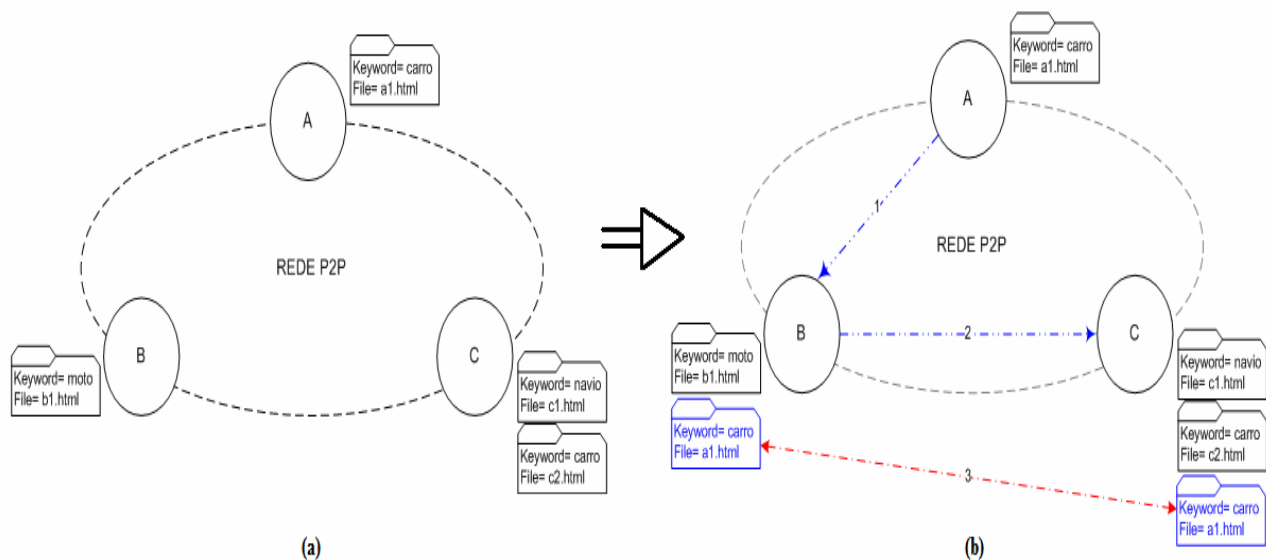 Keyword= carro
File= a1.html
A
REDE P2P
B
C
Keyword= moto
File= b1.html
Keyword= navio
File= c1.html
Keyword= carro
File= c2.html
(a)
Keyword= carro
File= a1.html
A
1
REDE P2P
B
2
C
Keyword= moto
File= b1.html
Keyword= navio
File= c1.html
Keyword= carro
File= a1.html
Keyword= carro
File= c2.html
3
Keyword= carro
File= a1.html
(b)